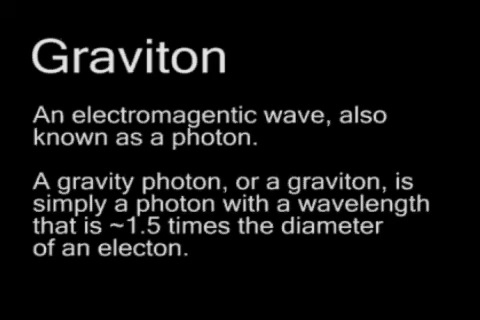 Graviton
An electromagentic wave, also
known as a photon.
A gravity photon, or a graviton, is
simply a photon with a wavelength
that is ~1.5 times the diameter
of an electon.